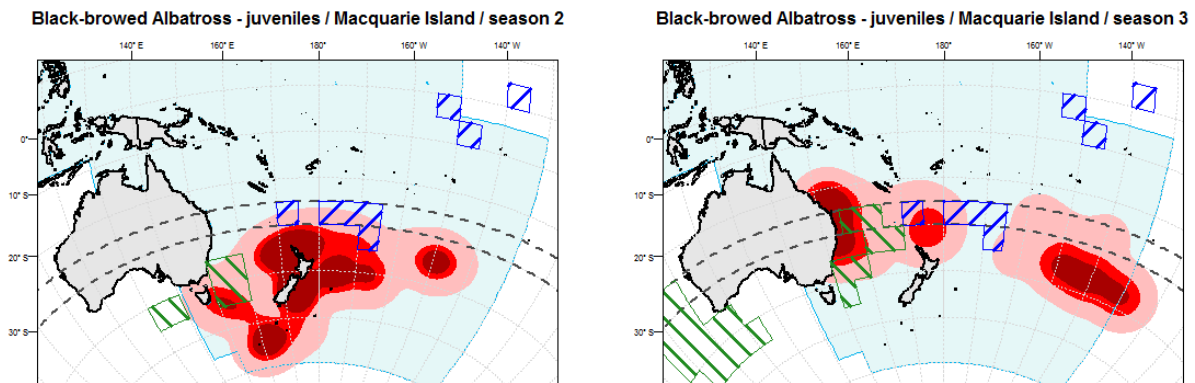 Black-browed Albatross - juveniles / Macquarie Island / season 2
140° E 160° E 180° 160° W 140° W
0°
10° S
20° S
30° S
Black-browed Albatross - juveniles / Macquarie Island / season 3
140° E 160° E 180° 160° W 140° W
0°
10° S
20° S
30° S